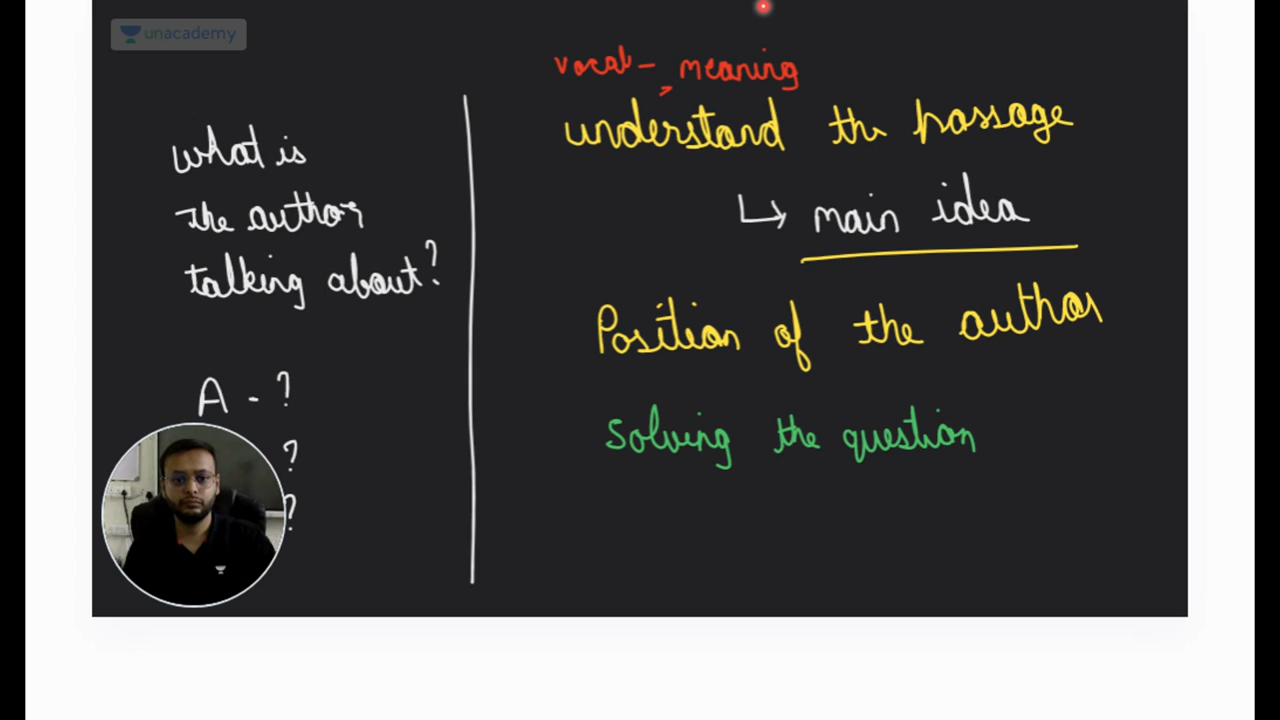 unacademy
what is
the author
talking about?
A - ?
?
?
vocab - meaning
understand the passage
↳ main idea
Position of the author
Solving the question